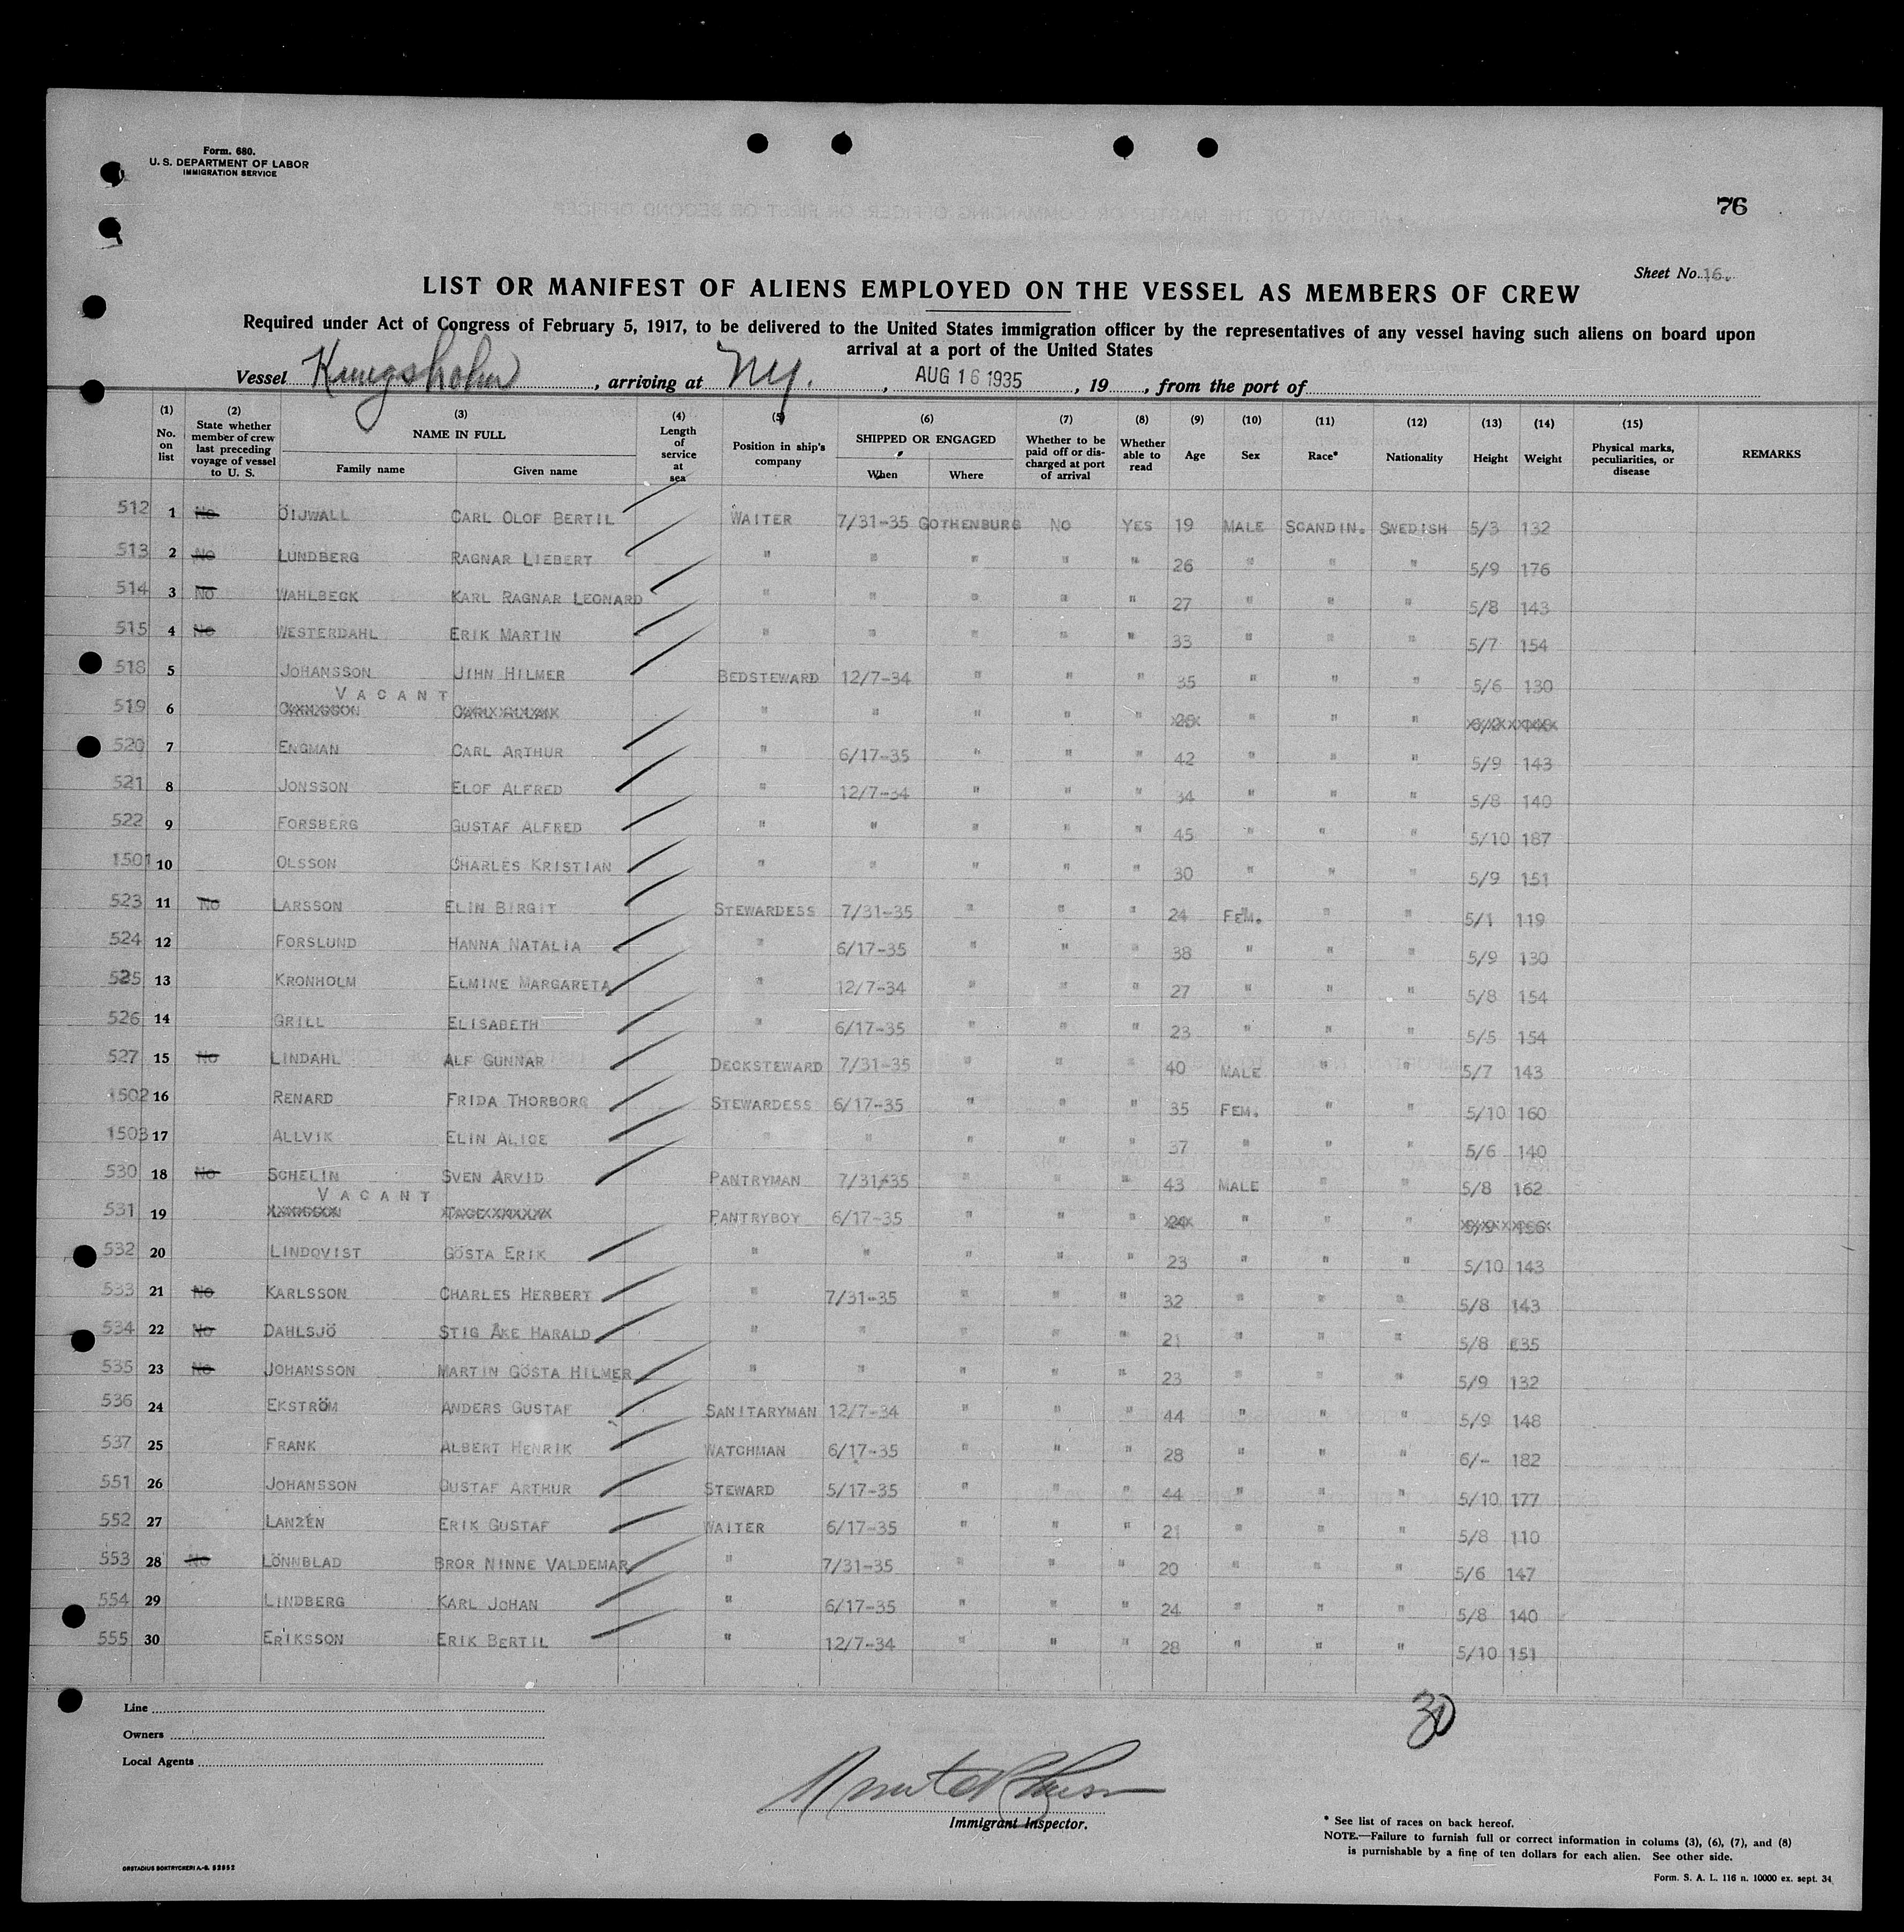 Form. 680.
U. S. DEPARTMENT OF LABOR
IMMIGRATION SERVICE
76
Sheet No. 16.
LIST OR MANIFEST OF ALIENS EMPLOYED ON THE VESSEL AS MEMBERS OF CREW
Required under Act of Congress of February 5, 1917, to be delivered to the United States immigration officer by the representatives of any vessel having such aliens on board upon
arrival at a port of the United States
Vessel Kungsholm, arriving at NY., AUG 16 1935, 19, from the port of
(1) No. on list (2) State whether member of crew last preceding voyage of vessel to U. S. (3) NAME IN FULL Family name Given name (4) Length of service at sea (5) Position in ship's company (6) SHIPPED OR ENGAGED When Where (7) Whether to be paid off or discharged at port of arrival (8) Whether able to read (9) Age (10) Sex (11) Race* (12) Nationality (13) Height (14) Weight (15) Physical marks, peculiarities, or disease REMARKS
512 1 No ÖIJWALL CARL OLOF BERTIL WAITER 7/31-35 GOTHENBURG NO YES 19 MALE SCANDIN. SWEDISH 5/3 132
513 2 No LUNDBERG RAGNAR LIEBERT " " " " " 26 " " " 5/9 176
514 3 No WAHLBECK KARL RAGNAR LEONARD " " " " " 27 " " " 5/8 143
515 4 No WESTERDAHL ERIK MARTIN " " " " " 33 " " " 5/7 154
518 5 JOHANSSON JIHN HILMER BEDSTEWARD 12/7-34 " " " 35 " " " 5/6 130
519 6 VACANT " " " " " " " "
520 7 ENGMAN CARL ARTHUR " 6/17-35 " " " 42 " " " 5/9 143
521 8 JONSSON ELOF ALFRED " 12/7-34 " " " 34 " " " 5/8 140
522 9 FORSBERG GUSTAF ALFRED " " " " " 45 " " " 5/10 187
1501 10 OLSSON CHARLES KRISTIAN " " " " " 30 " " " 5/9 151
523 11 No LARSSON ELIN BIRGIT STEWARDESS 7/31-35 " " " 24 FEM. " " 5/1 119
524 12 FORSLUND HANNA NATALIA " 6/17-35 " " " 38 " " " 5/9 130
525 13 KRONHOLM ELMINE MARGARETA " 12/7-34 " " " 27 " " " 5/8 154
526 14 GRILL ELISABETH " 6/17-35 " " " 23 " " " 5/5 154
527 15 No LINDAHL ALF GUNNAR DECKSTEWARD 7/31-35 " " " 40 MALE " " 5/7 143
1502 16 RENARD FRIDA THORBORG STEWARDESS 6/17-35 " " " 35 FEM. " " 5/10 160
1503 17 ALLVIK ELIN ALICE " " " " " 37 " " " 5/6 140
530 18 No SCHELIN SVEN ARVID PANTRYMAN 7/31-35 " " " 43 MALE " " 5/8 162
531 19 VACANT PANTRYBOY 6/17-35 " " " " " "
532 20 LINDQVIST GÖSTA ERIK " " " " " 23 " " " 5/10 143
533 21 No KARLSSON CHARLES HERBERT " 7/31-35 " " " 32 " " " 5/8 143
534 22 No DAHLSJÖ STIG ÅKE HARALD " " " " " 21 " " " 5/8 135
535 23 No JOHANSSON MARTIN GÖSTA HILMER " " " " " 23 " " " 5/9 132
536 24 EKSTRÖM ANDERS GUSTAF SANITARYMAN 12/7-34 " " " 44 " " " 5/9 148
537 25 FRANK ALBERT HENRIK WATCHMAN 6/17-35 " " " 28 " " " 6/- 182
551 26 JOHANSSON GUSTAF ARTHUR STEWARD 5/17-35 " " " 44 " " " 5/10 177
552 27 LANZÉN ERIK GUSTAF WAITER 6/17-35 " " " 21 " " " 5/8 110
553 28 No LÖNNBLAD BROR NINNE VALDEMAR " 7/31-35 " " " 20 " " " 5/6 147
554 29 LINDBERG KARL JOHAN " 6/17-35 " " " 24 " " " 5/8 140
555 30 ERIKSSON ERIK BERTIL " 12/7-34 " " " 28 " " " 5/10 151
30
Line
Owners
Local Agents
Immigrant Inspector.
* See list of races on back hereof.
NOTE.—Failure to furnish full or correct information in colums (3), (6), (7), and (8)
is purnishable by a fine of ten dollars for each alien. See other side.
ORSTADIUS BOKTRYCKERI A.-B. 52852
Form. S. A. L. 116 n. 10000 ex. sept. 34